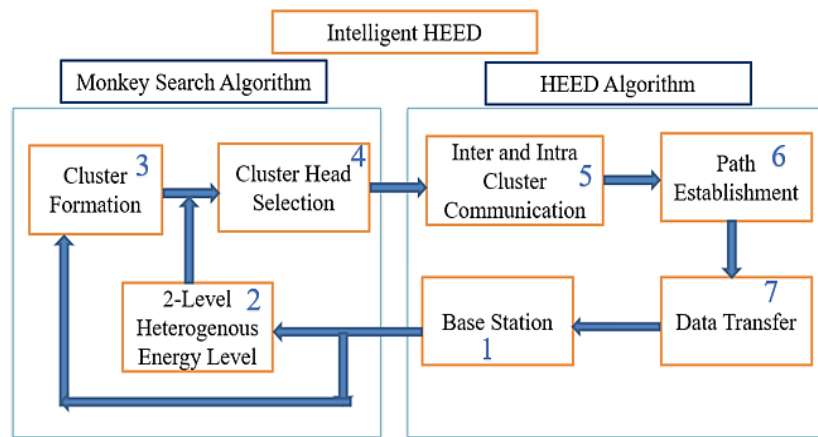 Intelligent HEED
Monkey Search Algorithm
HEED Algorithm
Cluster 3
Formation
Cluster Head 4
Selection
Inter and Intra
Cluster 5
Communication
Path 6
Establishment
2-Level 2
Heterogenous
Energy Level
Base Station
1
7
Data Transfer